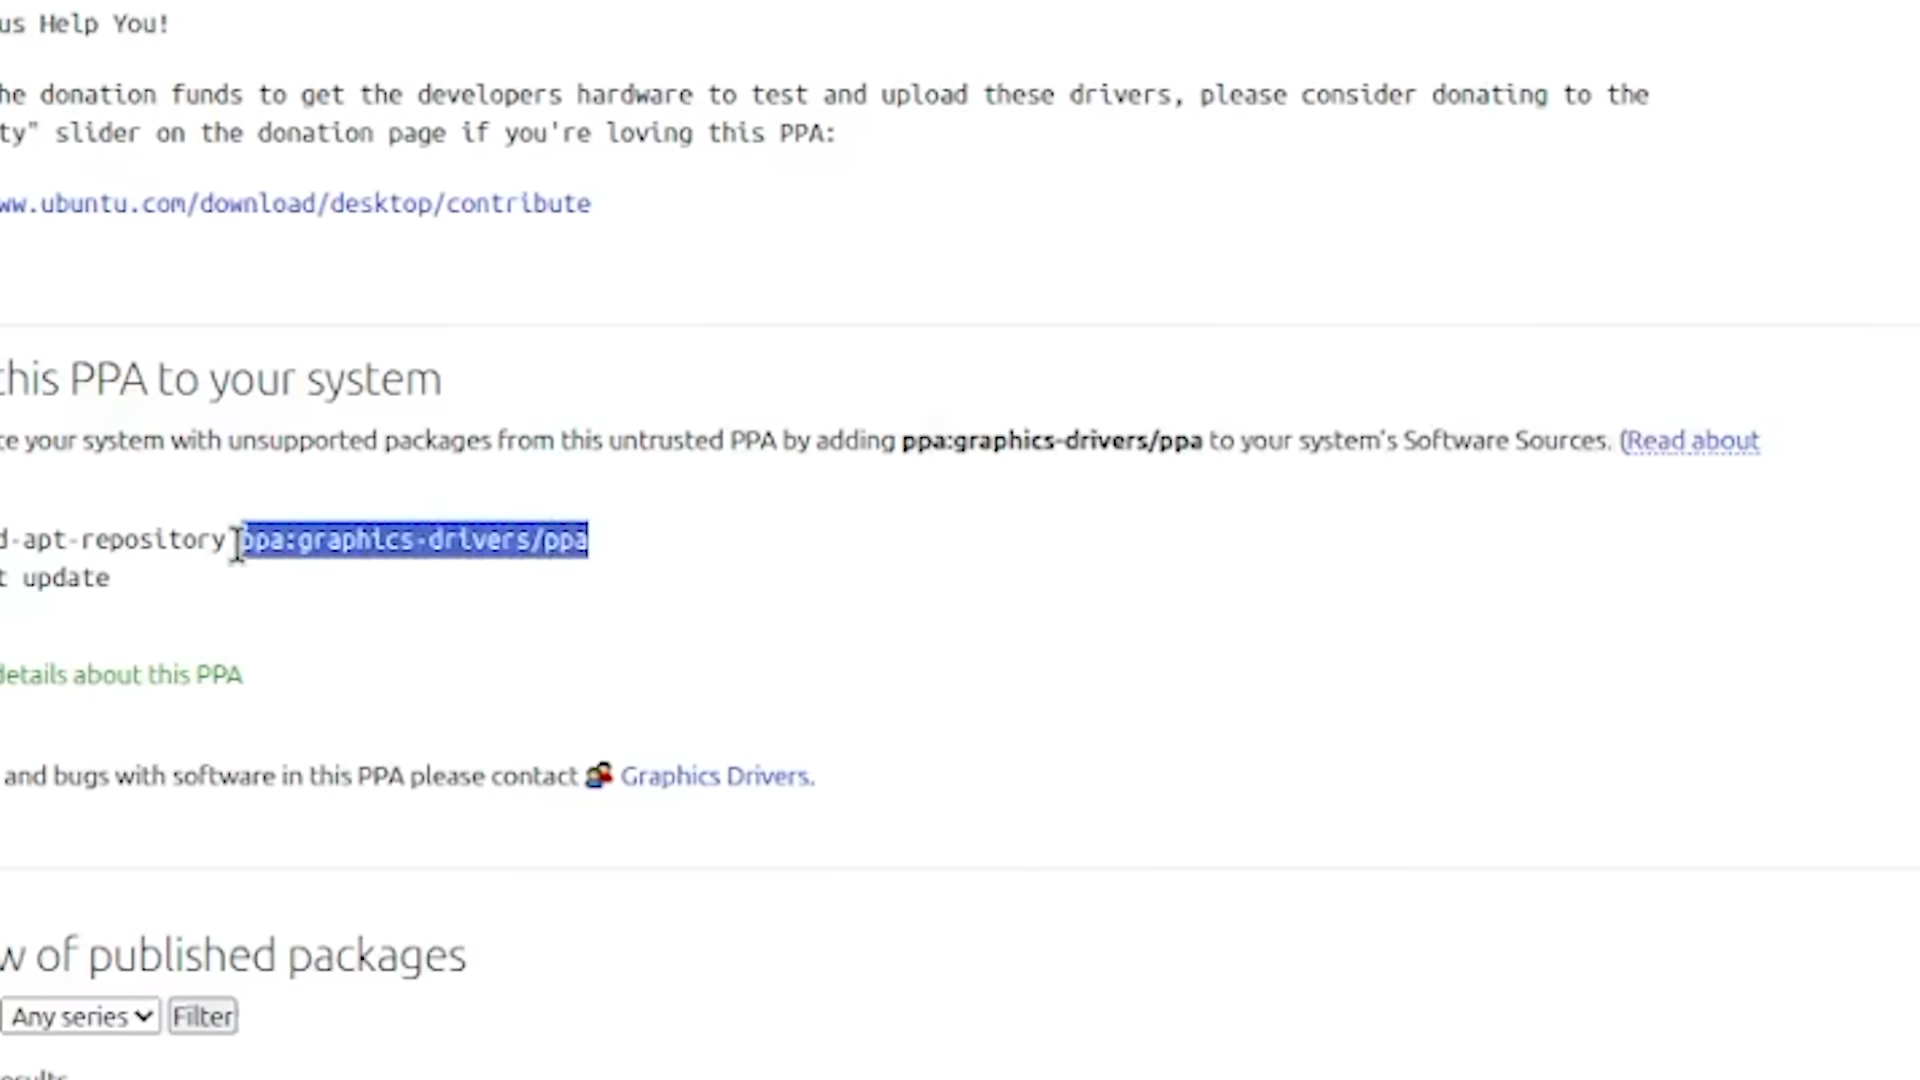 us Help You!
he donation funds to get the developers hardware to test and upload these drivers, please consider donating to the
ty" slider on the donation page if you're loving this PPA:
ww.ubuntu.com/download/desktop/contribute
this PPA to your system
te your system with unsupported packages from this untrusted PPA by adding ppa:graphics-drivers/ppa to your system's Software Sources. (Read about
d-apt-repository ppa:graphics-drivers/ppa
t update
details about this PPA
and bugs with software in this PPA please contact Graphics Drivers.
w of published packages
Any series Filter